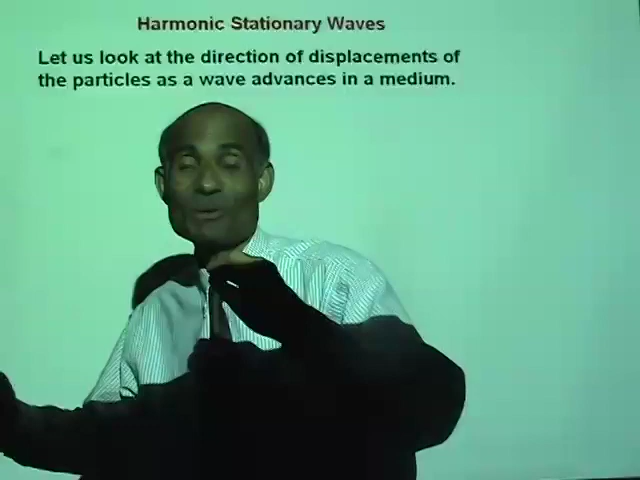 Harmonic Stationary Waves
Let us look at the direction of displacements of
the particles as a wave advances in a medium.